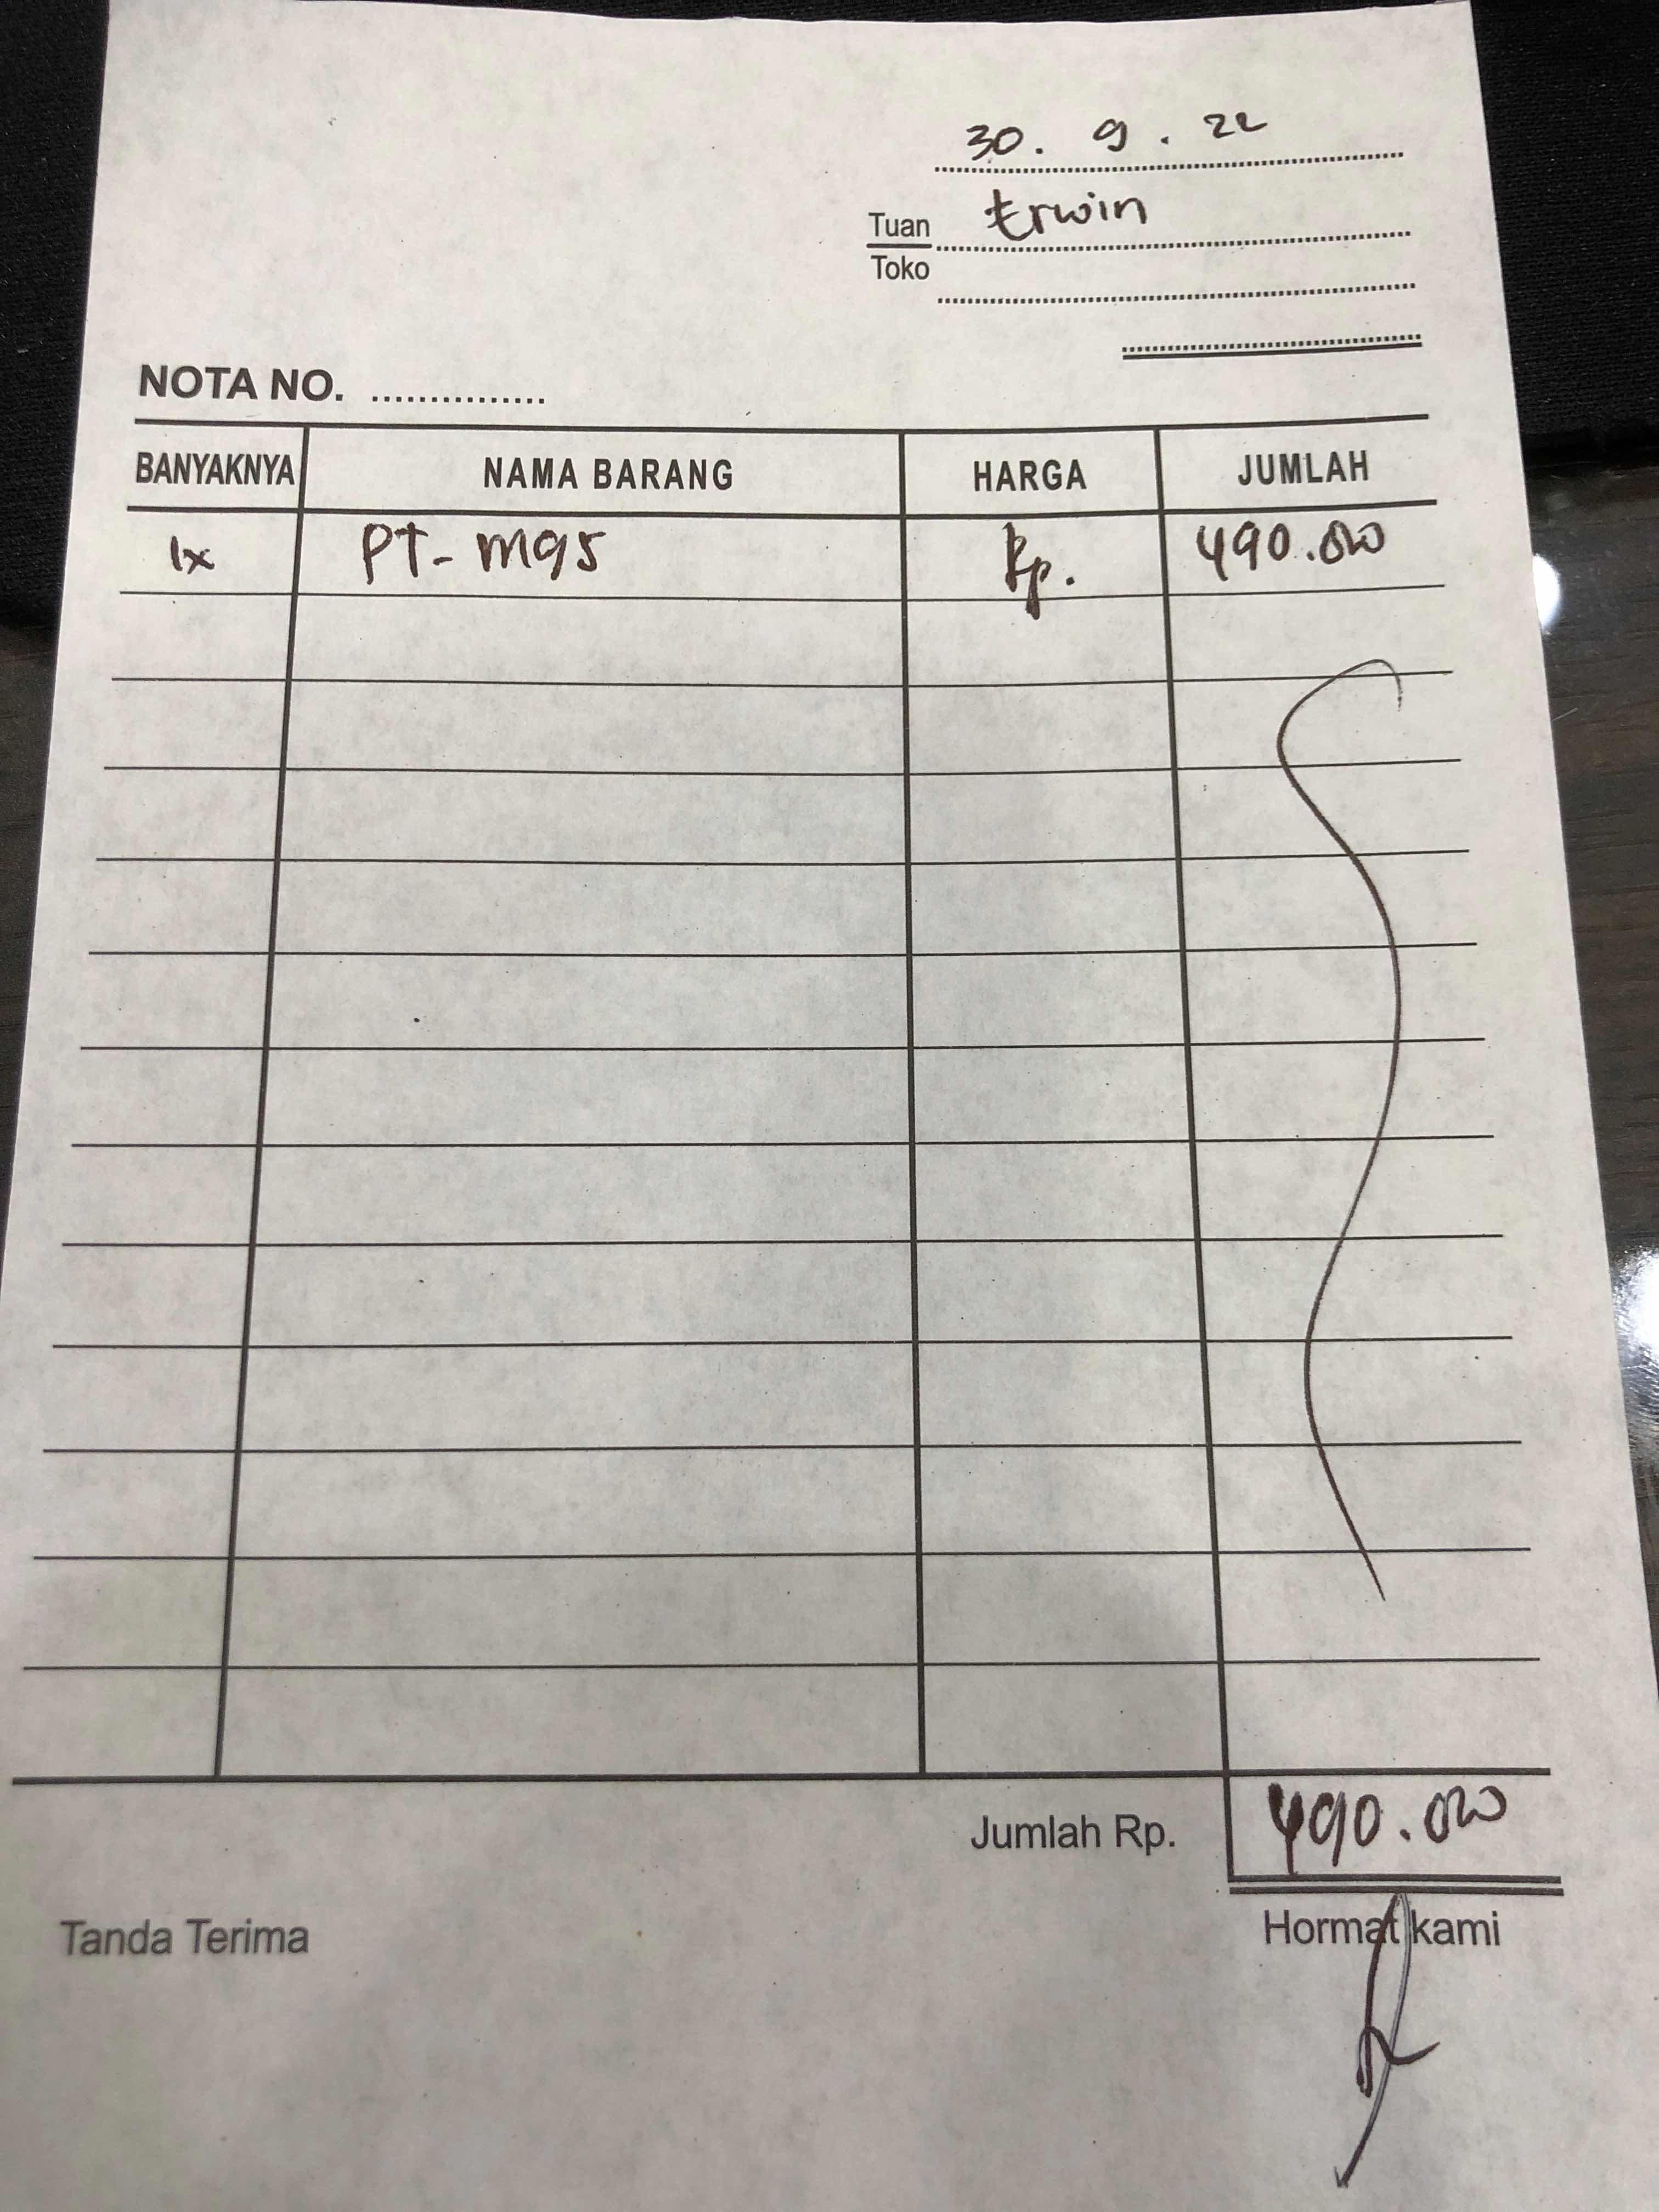 30. 9. 22
Tuan Erwin
Toko
NOTA NO. ...............
BANYAKNYA NAMA BARANG HARGA JUMLAH
1x PT-M95 Rp. 490.000
Jumlah Rp. 490.000
Tanda Terima Hormat kami